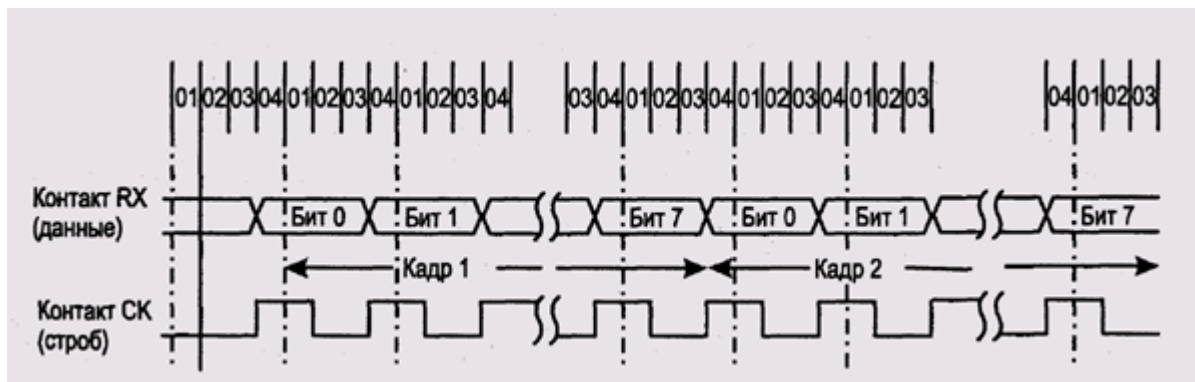 01 02 03 04 01 02 03 04 01 02 03 04 03 04 01 02 03 04 01 02 03 04 01 02 03 04 01 02 03
Контакт RX
(данные)
Бит 0 Бит 1 Бит 7 Бит 0 Бит 1 Бит 7
Кадр 1 Кадр 2
Контакт CK
(строб)